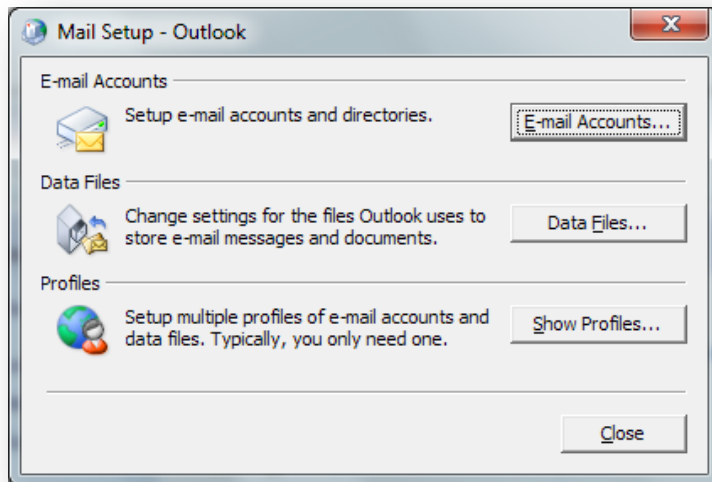 Mail Setup - Outlook
E-mail Accounts
Setup e-mail accounts and directories.
E-mail Accounts...
Data Files
Change settings for the files Outlook uses to
store e-mail messages and documents.
Data Files...
Profiles
Setup multiple profiles of e-mail accounts and
data files. Typically, you only need one.
Show Profiles...
Close